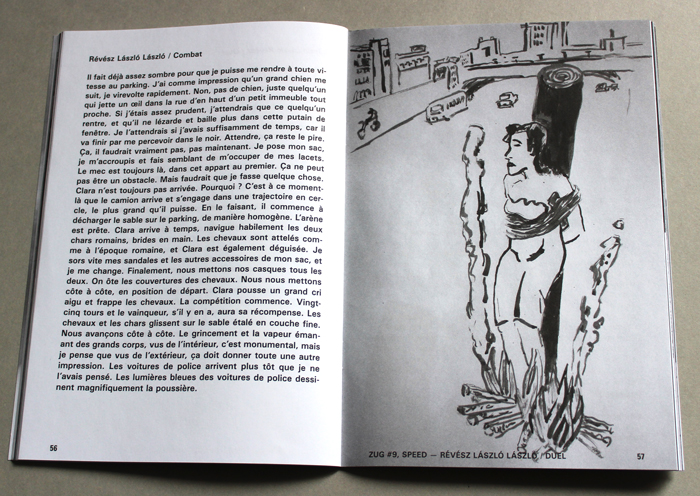 Révész László László / Combat
Il fait déjà assez sombre pour que je puisse me rendre à toute vi-
tesse au parking. J'ai comme impression qu'un grand chien me
suit, je virevolte rapidement. Non, pas de chien, juste quelqu'un
qui jette un œil dans la rue d'en haut d'un petit immeuble tout
proche. Si j'étais assez prudent, j'attendrais que ce quelqu'un
rentre, et qu'il ne lézarde et baille plus dans cette putain de
fenêtre. Je l'attendrais si j'avais suffisamment de temps, car il
va finir par me percevoir dans le noir. Attendre, ça reste le pire.
Ça, il faudrait vraiment pas, pas maintenant. Je pose mon sac,
je m'accroupis et fais semblant de m'occuper de mes lacets.
Le mec est toujours là, dans cet appart au premier. Ça ne peut
pas être un obstacle. Mais faudrait que je fasse quelque chose.
Clara n'est toujours pas arrivée. Pourquoi ? C'est à ce moment-
là que le camion arrive et s'engage dans une trajectoire en cer-
cle, le plus grand qu'il puisse. En le faisant, il commence à
décharger le sable sur le parking, de manière homogène. L'arène
est prête. Clara arrive à temps, navigue habilement les deux
chars romains, brides en main. Les chevaux sont attelés com-
me à l'époque romaine, et Clara est également déguisée. Je
sors vite mes sandales et les autres accessoires de mon sac, et
je me change. Finalement, nous mettons nos casques tous les
deux. On ôte les couvertures des chevaux. Nous nous mettons
côte à côte, en position de départ. Clara pousse un grand cri
aigu et frappe les chevaux. La compétition commence. Vingt-
cinq tours et le vainqueur, s'il y en a, aura sa récompense. Les
chevaux et les chars glissent sur le sable étalé en couche fine.
Nous avançons côte à côte. Le grincement et la vapeur éman-
ant des grands corps, vus de l'intérieur, c'est monumental, mais
je pense que vus de l'extérieur, ça doit donner toute une autre
impression. Les voitures de police arrivent plus tôt que je ne
l'avais pensé. Les lumières bleues des voitures de police dessi-
nent magnifiquement la poussière.
56
ZUG #9, SPEED — RÉVÉSZ LÁSZLÓ LÁSZLÓ / DUEL
57